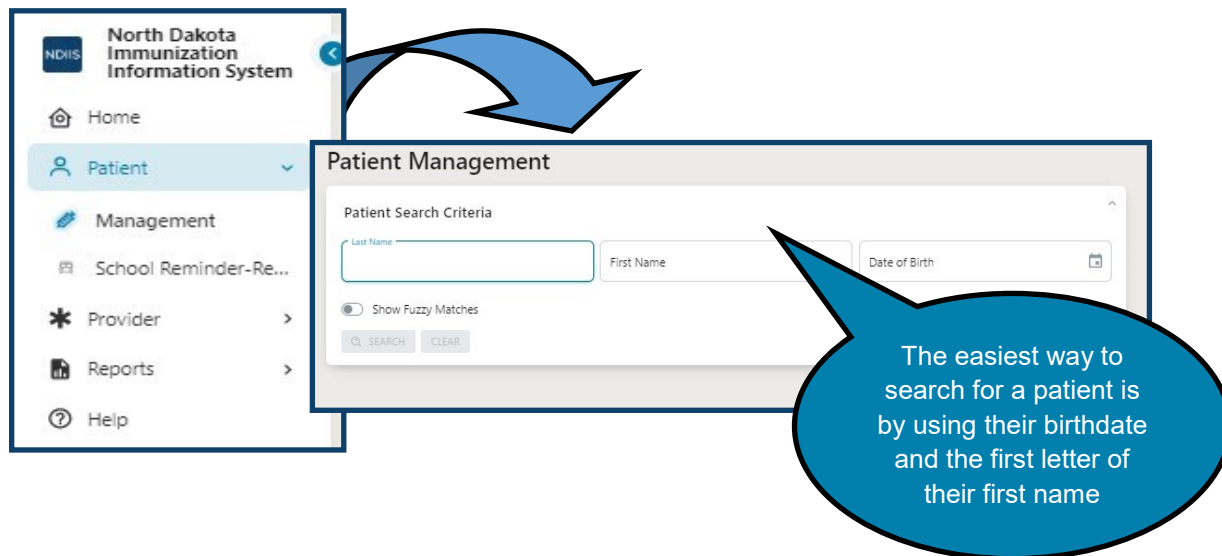 NDIIS
North Dakota
Immunization
Information System
Home
Patient
Management
School Reminder-Re...
Provider
Reports
Help
Patient Management
Patient Search Criteria
Last Name
First Name
Date of Birth
Show Fuzzy Matches
SEARCH CLEAR
The easiest way to
search for a patient is
by using their birthdate
and the first letter of
their first name